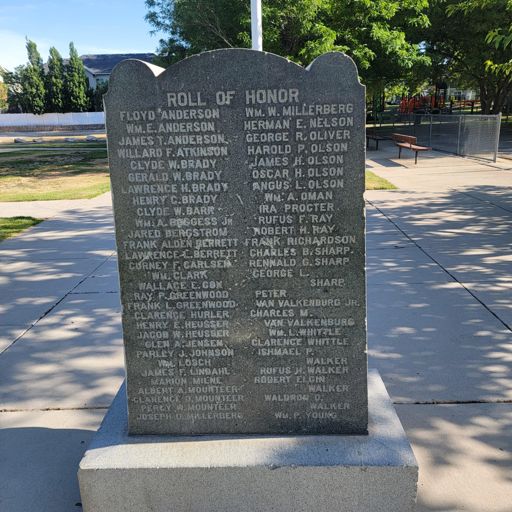 ROLL OF HONOR
FLOYD ANDERSON
WM. E. ANDERSON
JAMES T. ANDERSON
WILLARD F. ATKINSON
CLYDE W. BRADY
GERALD W. BRADY
LAWRENCE H. BRADY
HENRY C. BRADY
CLYDE W. BARR
WM. A. BOGGESS JR
JARED BERGSTROM
FRANK ALDEN BERRETT
LAWRENCE C. BERRETT
GURNEY F. CARLSEN
WM. CLARK
WALLACE E. COX
RAY P. GREENWOOD
FRANK L. GREENWOOD
CLARENCE HURLER
HENRY E. HEUSSER
JACOB W. HEUSSER
GLEN A. JENSEN
PARLEY J. JOHNSON
WM. LOSCH
JAMES F. LINDAHL
MARION MILNE
ALBERT A. MOUNTEER
CLARENCE O. MOUNTEER
PERCY W. MOUNTEER
JOSEPH O. MILLERBERG
WM. W. MILLERBERG
HERMAN E. NELSON
GEORGE R. OLIVER
HAROLD P. OLSON
JAMES H. OLSON
OSCAR H. OLSON
ANGUS L. OLSON
WM. A. OMAN
IRA PROCTER
RUFUS F. RAY
ROBERT H. RAY
FRANK RICHARDSON
CHARLES B. SHARP
RENNALD G. SHARP
GEORGE L.
SHARP
PETER
VAN VALKENBURG JR.
CHARLES M.
VAN VALKENBURG
WM. L. WHITTLE
CLARENCE WHITTLE
ISHMAEL P.
WALKER
RUFUS H. WALKER
ROBERT ELGIN
WALKER
WALDROW D.
WALKER
WM. P. YOUNG